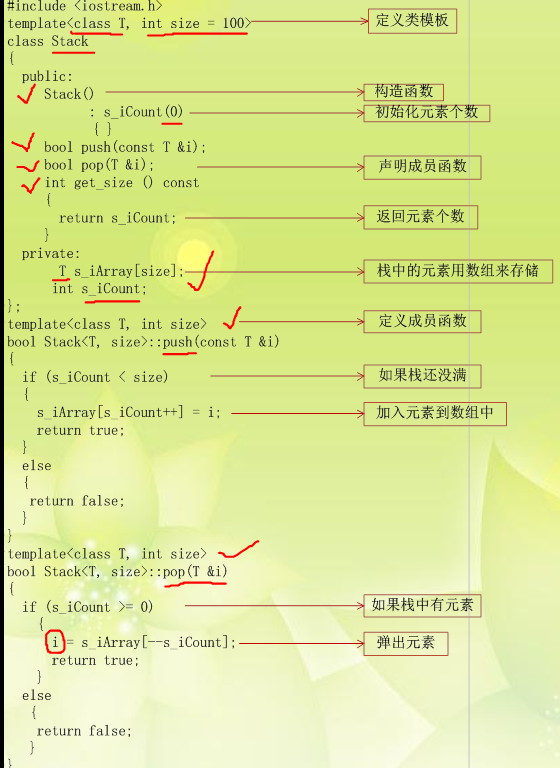 #include <iostream.h>
template<class T, int size = 100> 定义类模板
class Stack
{
public:
Stack() 构造函数
: s_iCount(0) 初始化元素个数
{ }
bool push(const T &i);
bool pop(T &i); 声明成员函数
int get_size () const
{
return s_iCount; 返回元素个数
}
private:
T s_iArray[size]; 栈中的元素用数组来存储
int s_iCount;
};
template<class T, int size> 定义成员函数
bool Stack<T, size>::push(const T &i)
{
if (s_iCount < size) 如果栈还没满
{
s_iArray[s_iCount++] = i; 加入元素到数组中
return true;
}
else
{
return false;
}
}
template<class T, int size>
bool Stack<T, size>::pop(T &i)
{
if (s_iCount >= 0) 如果栈中有元素
{
i = s_iArray[--s_iCount]; 弹出元素
return true;
}
else
{
return false;
}
}